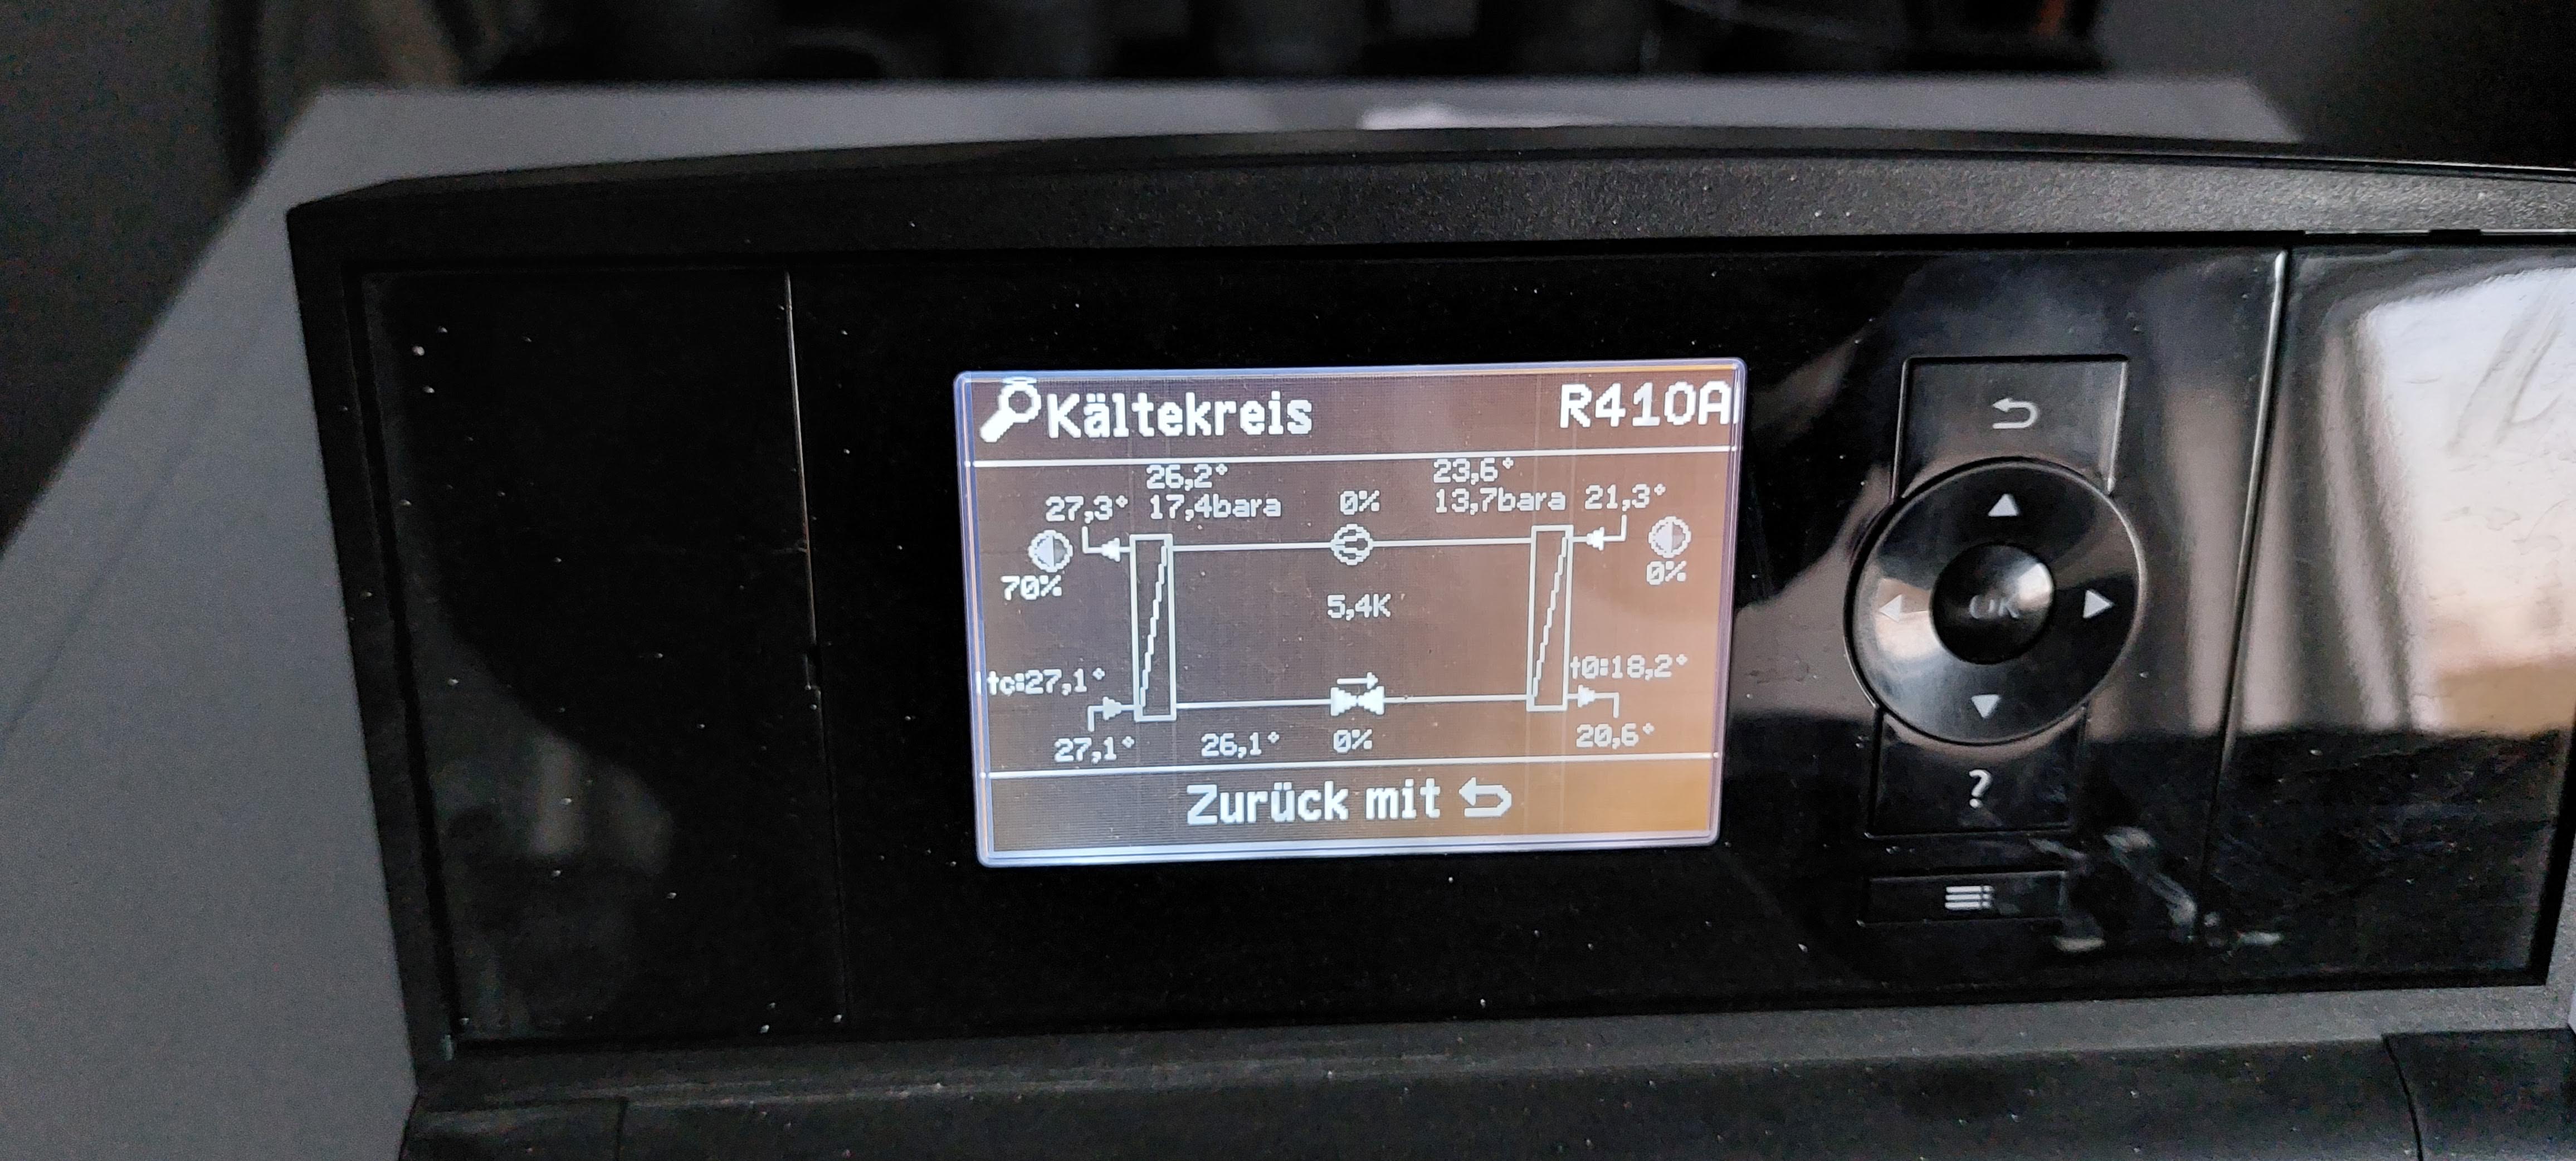 Kältekreis R410A
26,2° 23,6°
27,3° 17,4bara 0% 13,7bara 21,3°
70% 0%
5,4K
tc:27,1° t0:18,2°
27,1° 26,1° 0% 20,6°
Zurück mit
OK
?